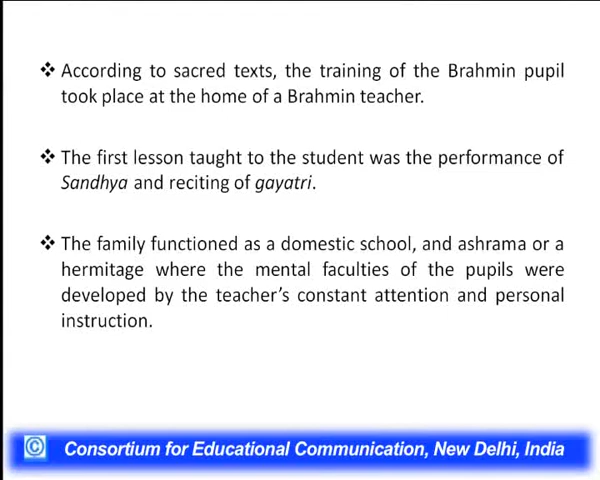 ❖ According to sacred texts, the training of the Brahmin pupil
took place at the home of a Brahmin teacher.
❖ The first lesson taught to the student was the performance of
Sandhya and reciting of gayatri.
❖ The family functioned as a domestic school, and ashrama or a
hermitage where the mental faculties of the pupils were
developed by the teacher’s constant attention and personal
instruction.
© Consortium for Educational Communication, New Delhi, India